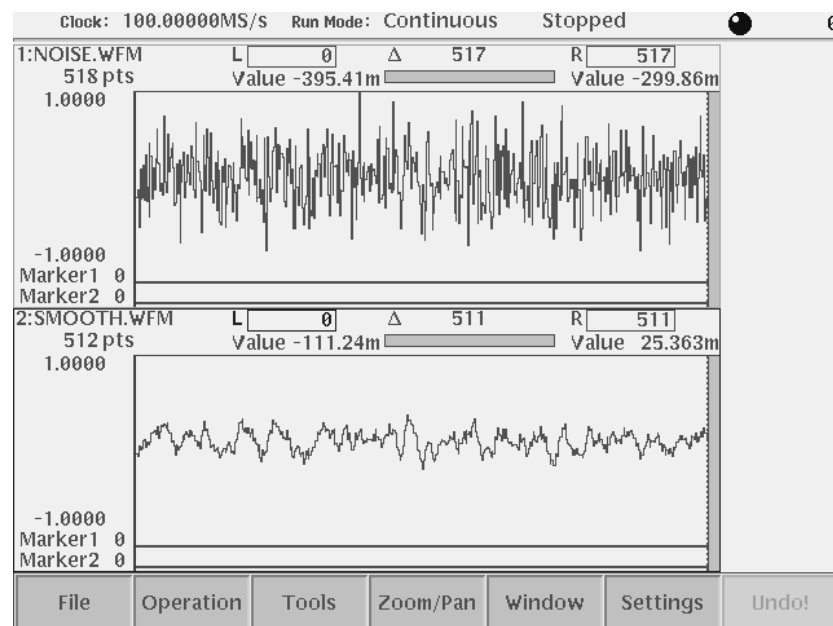 Clock: 100.00000MS/s Run Mode: Continuous Stopped
1:NOISE.WFM L 0 Δ 517 R 517
518 pts Value -395.41m Value -299.86m
1.0000
-1.0000
Marker1 0
Marker2 0
2:SMOOTH.WFM L 0 Δ 511 R 511
512 pts Value -111.24m Value 25.363m
1.0000
-1.0000
Marker1 0
Marker2 0
File Operation Tools Zoom/Pan Window Settings Undo!